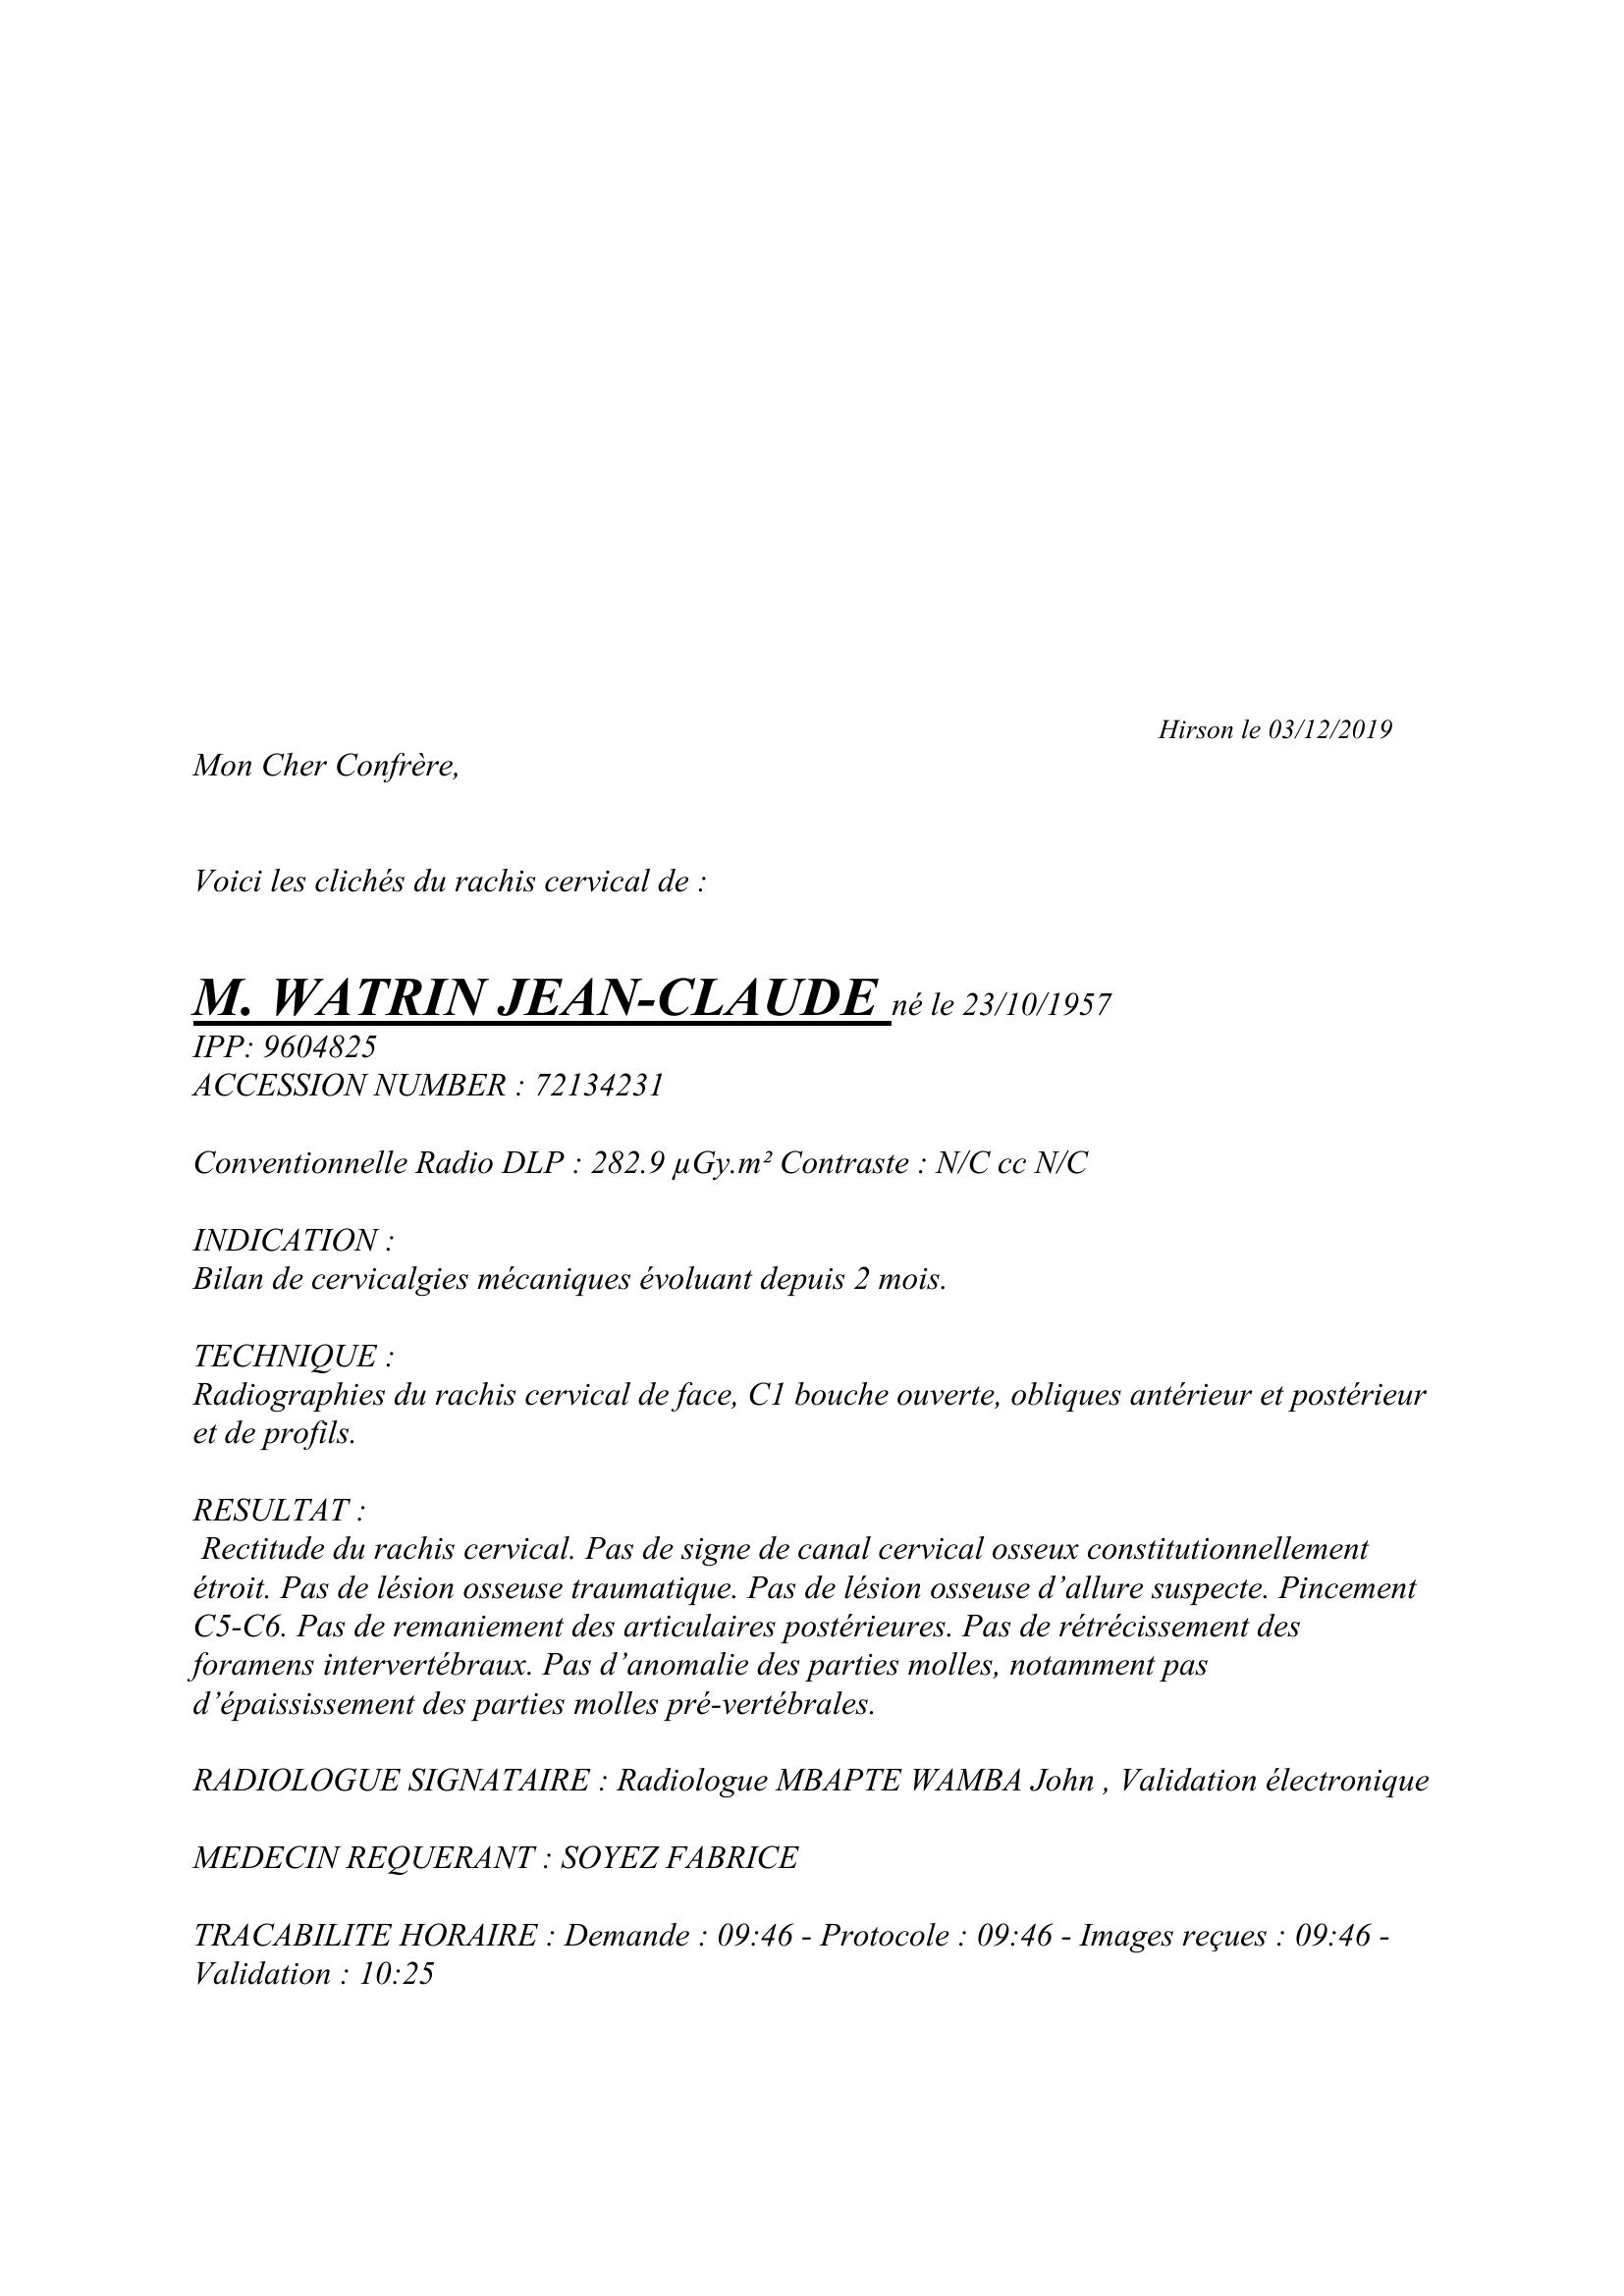 Hirson le 03/12/2019
Mon Cher Confrère,
Voici les clichés du rachis cervical de :
M. WATRIN JEAN-CLAUDE né le 23/10/1957
IPP: 9604825
ACCESSION NUMBER : 72134231
Conventionnelle Radio DLP : 282.9 µGy.m² Contraste : N/C cc N/C
INDICATION :
Bilan de cervicalgies mécaniques évoluant depuis 2 mois.
TECHNIQUE :
Radiographies du rachis cervical de face, C1 bouche ouverte, obliques antérieur et postérieur
et de profils.
RESULTAT :
Rectitude du rachis cervical. Pas de signe de canal cervical osseux constitutionnellement
étroit. Pas de lésion osseuse traumatique. Pas de lésion osseuse d’allure suspecte. Pincement
C5-C6. Pas de remaniement des articulaires postérieures. Pas de rétrécissement des
foramens intervertébraux. Pas d’anomalie des parties molles, notamment pas
d’épaississement des parties molles pré-vertébrales.
RADIOLOGUE SIGNATAIRE : Radiologue MBAPTE WAMBA John , Validation électronique
MEDECIN REQUERANT : SOYEZ FABRICE
TRACABILITE HORAIRE : Demande : 09:46 - Protocole : 09:46 - Images reçues : 09:46 -
Validation : 10:25